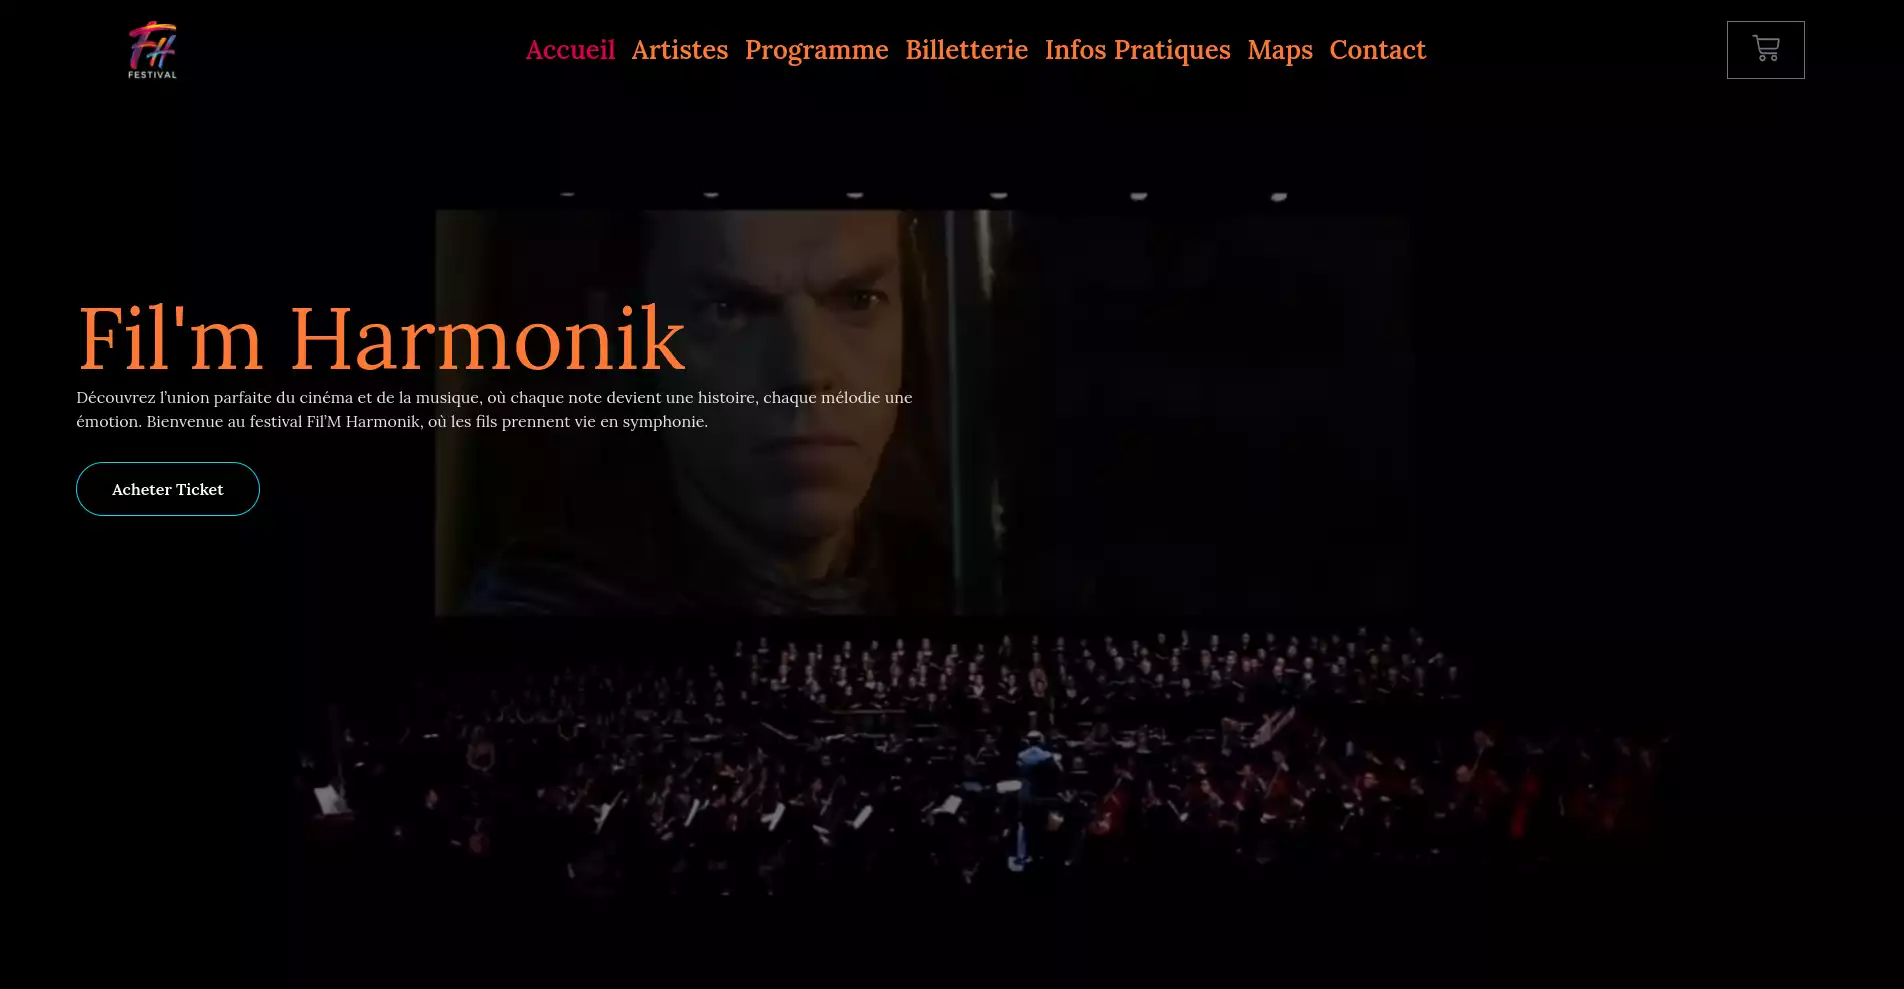 FH
FESTIVAL
Accueil Artistes Programme Billetterie Infos Pratiques Maps Contact
Fil'm Harmonik
Découvrez l’union parfaite du cinéma et de la musique, où chaque note devient une histoire, chaque mélodie une
émotion. Bienvenue au festival Fil’M Harmonik, où les fils prennent vie en symphonie.
Acheter Ticket